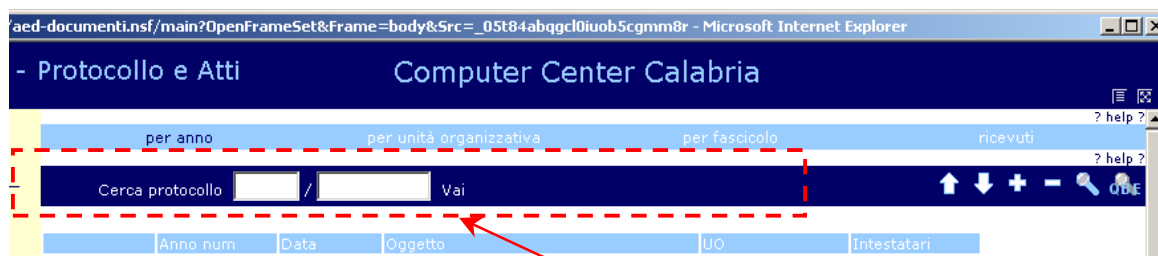 /aed-documenti.nsf/main?OpenFrameSet&Frame=body&Src=_05t84abqgcl0iuob5cgmm8r - Microsoft Internet Explorer
- Protocollo e Atti Computer Center Calabria
? help ?
per anno per unità organizzativa per fascicolo ricevuti
? help ?
Cerca protocollo / Vai
QBE
Anno num Data Oggetto UO Intestatari